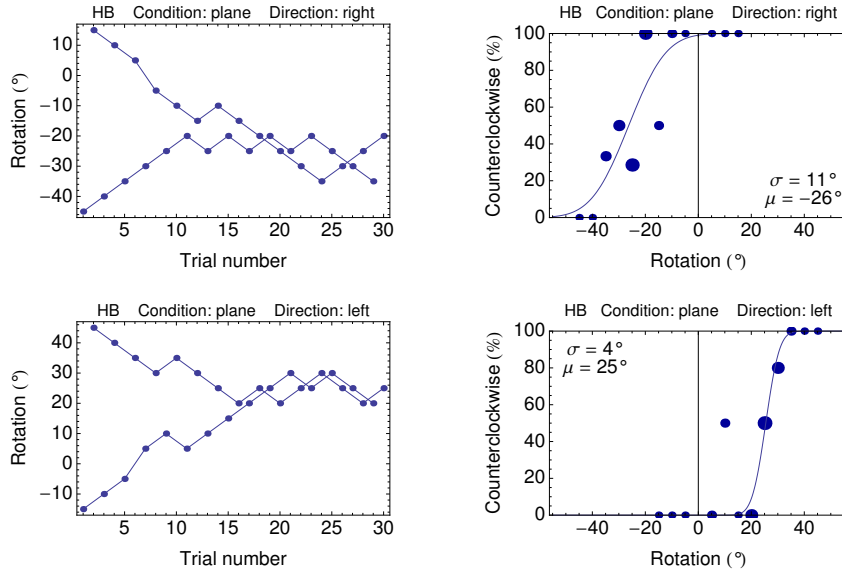 HB Condition: plane Direction: right
10
0
−10
−20
−30
−40
Rotation (°)
5 10 15 20 25 30
Trial number
HB Condition: plane Direction: right
100
80
60
40
20
0
Counterclockwise (%)
σ = 11°
μ = −26°
−40 −20 0 20 40
Rotation (°)
HB Condition: plane Direction: left
40
30
20
10
0
−10
Rotation (°)
5 10 15 20 25 30
Trial number
HB Condition: plane Direction: left
100
80
60
40
20
0
Counterclockwise (%)
σ = 4°
μ = 25°
−40 −20 0 20 40
Rotation (°)